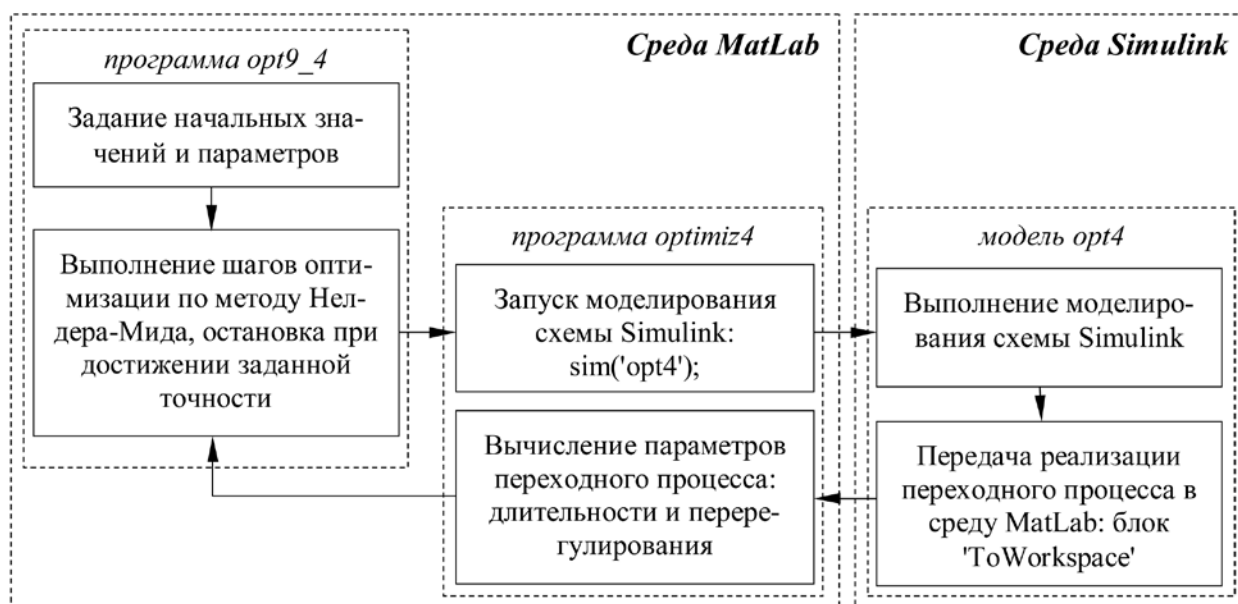 Среда MatLab
Среда Simulink
программа opt9_4
Задание начальных зна-
чений и параметров
Выполнение шагов опти-
мизации по методу Нел-
дера-Мида, остановка при
достижении заданной
точности
программа optimiz4
Запуск моделирования
схемы Simulink:
sim('opt4');
Вычисление параметров
переходного процесса:
длительности и перере-
гулирования
модель opt4
Выполнение моделиро-
вания схемы Simulink
Передача реализации
переходного процесса в
среду MatLab: блок
'ToWorkspace'